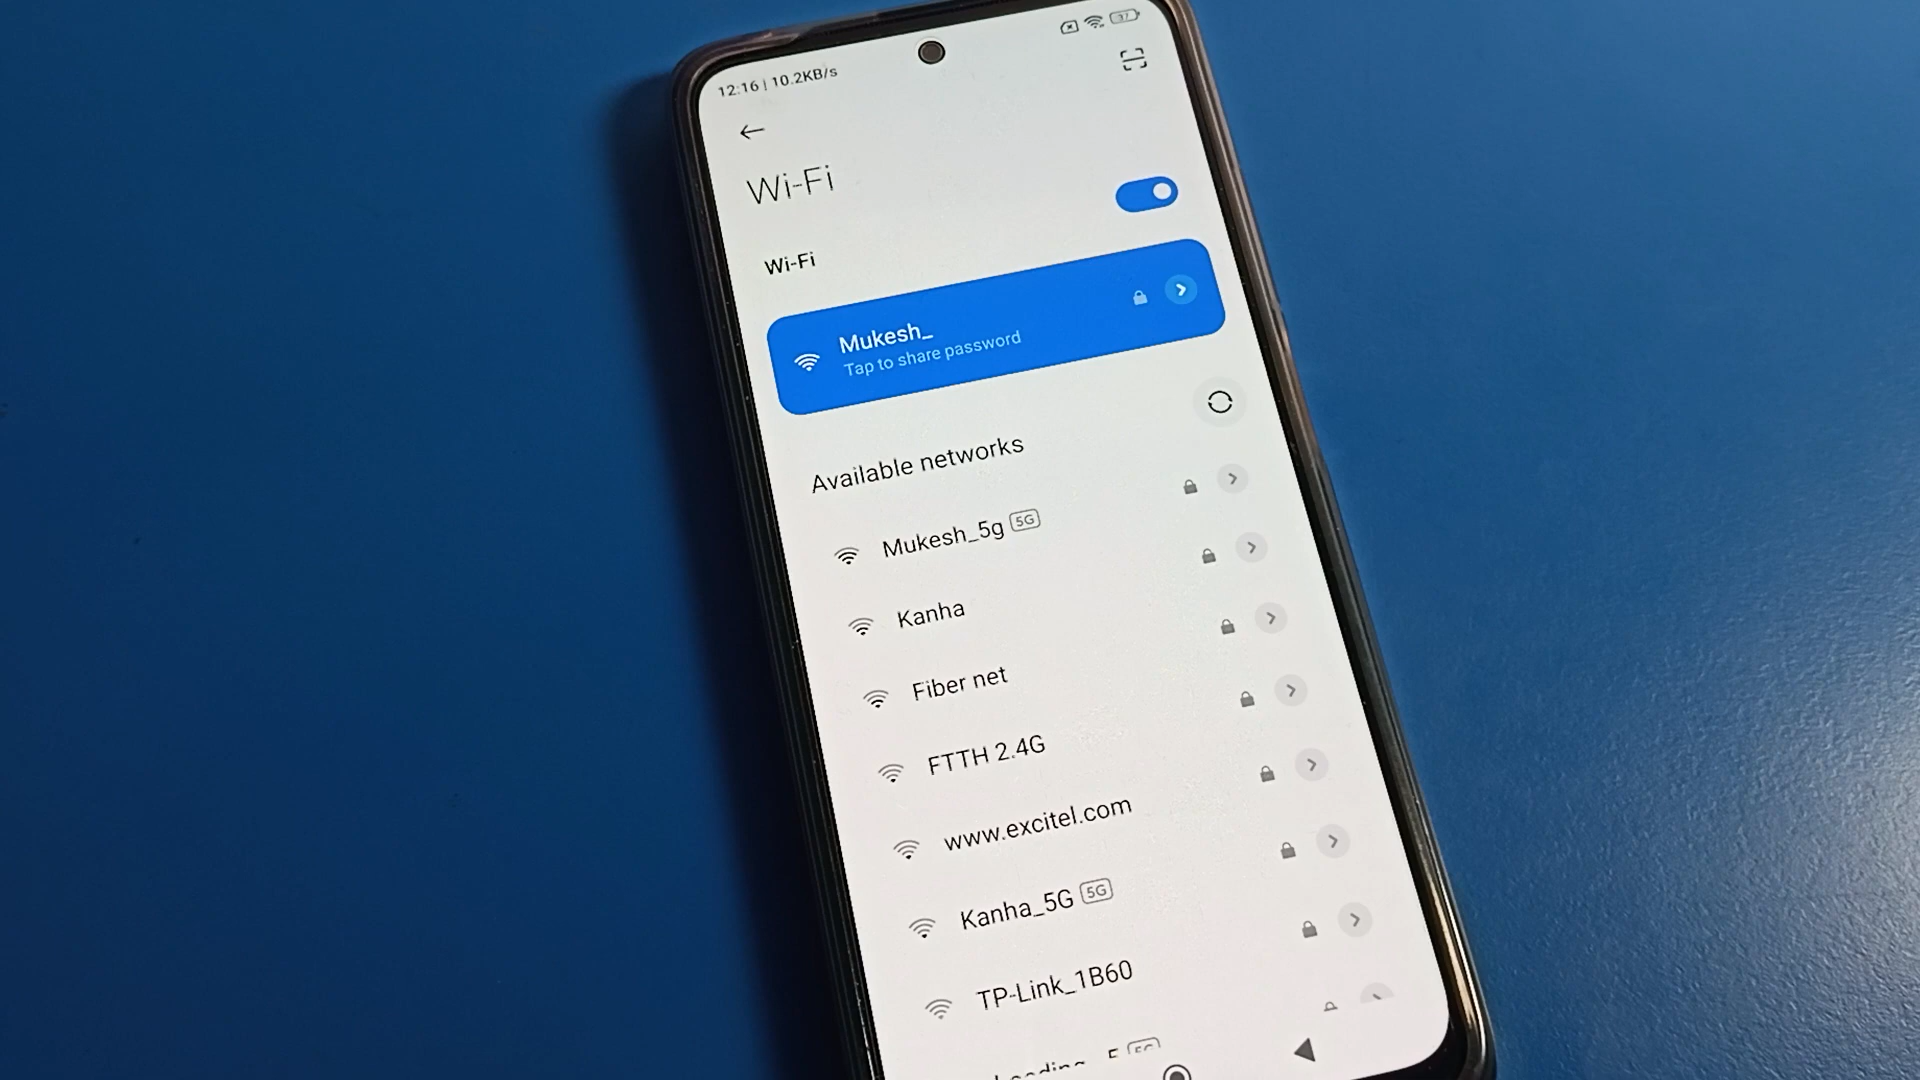 12:16 | 10.2KB/s
37
Wi-Fi
Wi-Fi
Mukesh_
Tap to share password
Available networks
Mukesh_5g 5G
Kanha
Fiber net
FTTH 2.4G
www.excitel.com
Kanha_5G 5G
TP-Link_1B60